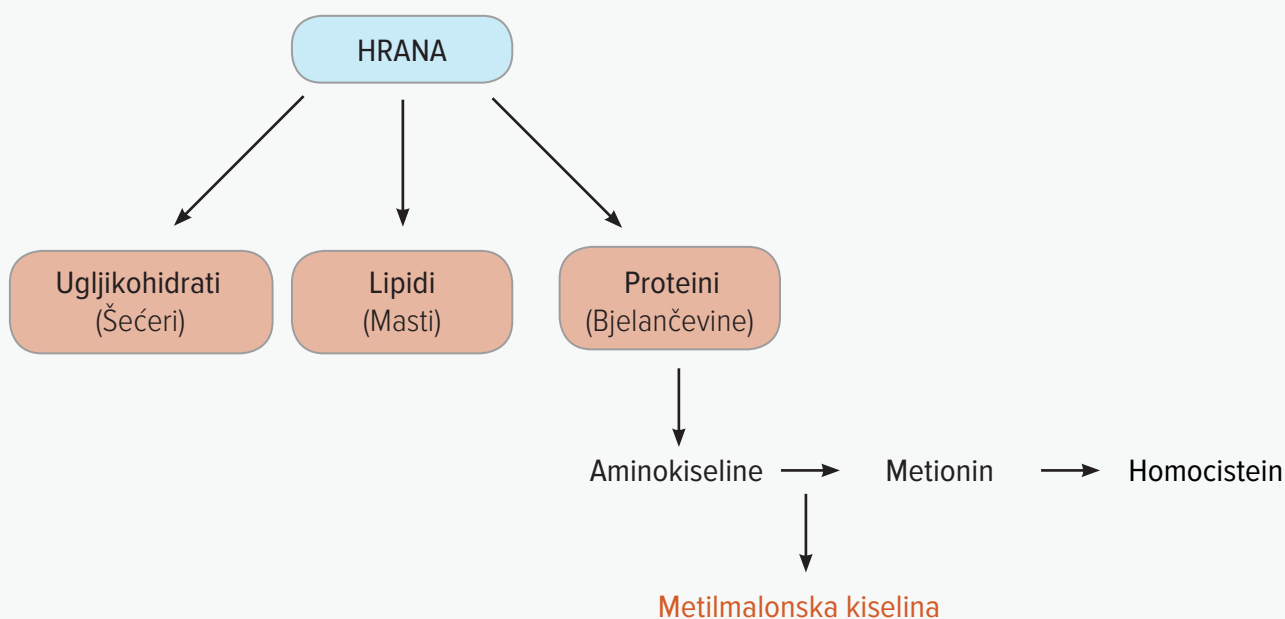 HRANA
Ugljikohidrati
(Šećeri)
Lipidi
(Masti)
Proteini
(Bjelančevine)
Aminokiseline
Metionin
Homocistein
Metilmalonska kiselina